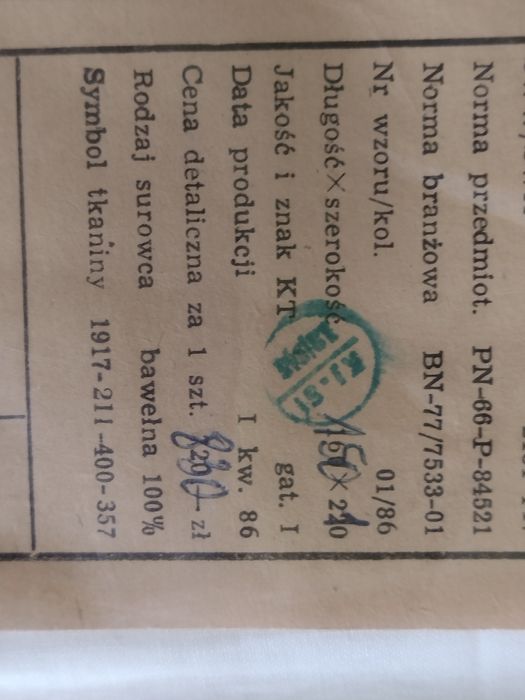 Norma przedmiot. PN-66-P-84521
Norma branżowa BN-77/7533-01
Nr wzoru/kol. 01/86
Długość×szerokość 150×210
Jakość i znak KT gat. I
Data produkcji I kw. 86
Cena detaliczna za 1 szt. zł
Rodzaj surowca bawełna 100%
Symbol tkaniny 1917-211-400-357